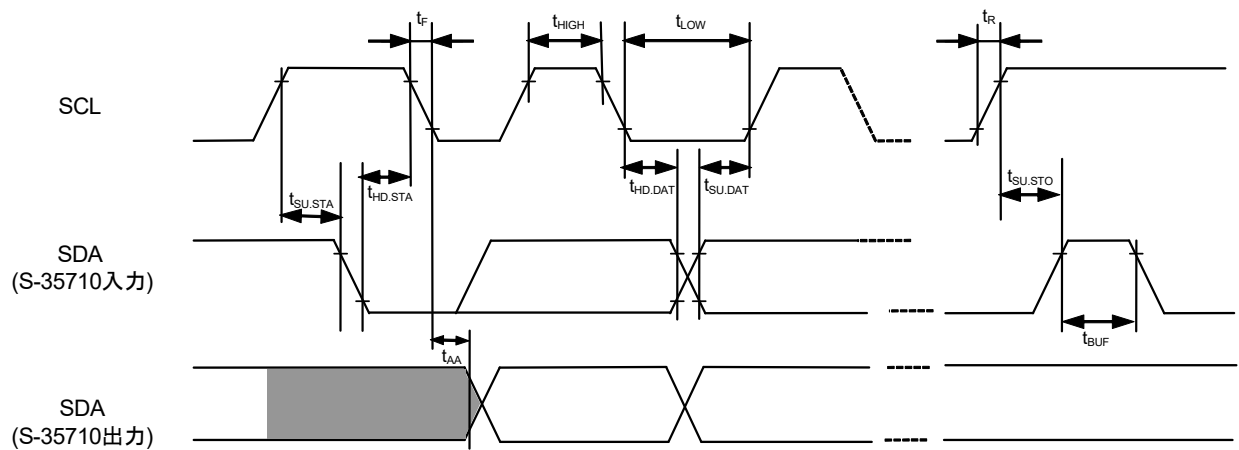 tF
tHIGH
tLOW
tR
SCL
tSU.STA
tHD.STA
tHD.DAT
tSU.DAT
tSU.STO
SDA
(S-35710入力)
tBUF
tAA
SDA
(S-35710出力)